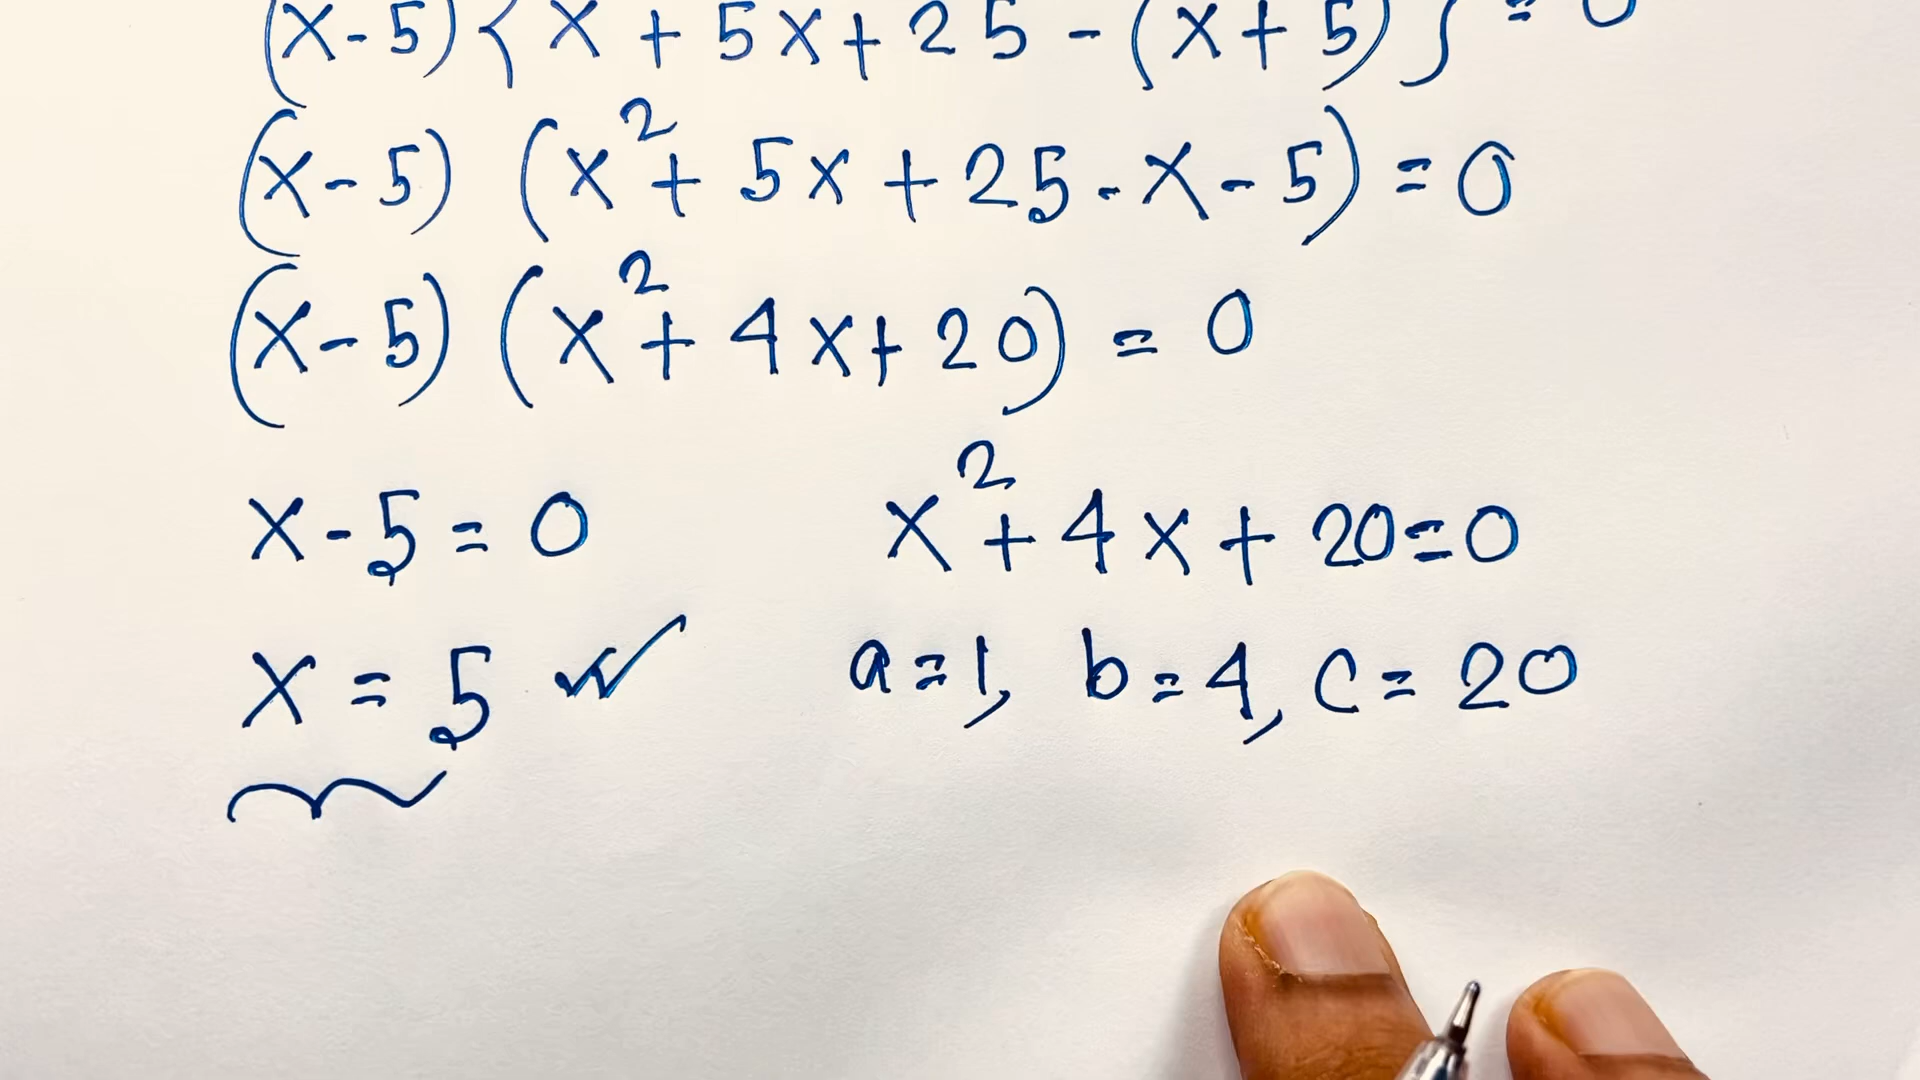 (x-5){x + 5x + 25 - (x+5)} = 0
(x-5) (x² + 5x + 25 - x - 5) = 0
(x-5) (x² + 4x + 20) = 0
x - 5 = 0
x² + 4x + 20 = 0
x = 5 ✓
a = 1, b = 4, c = 20